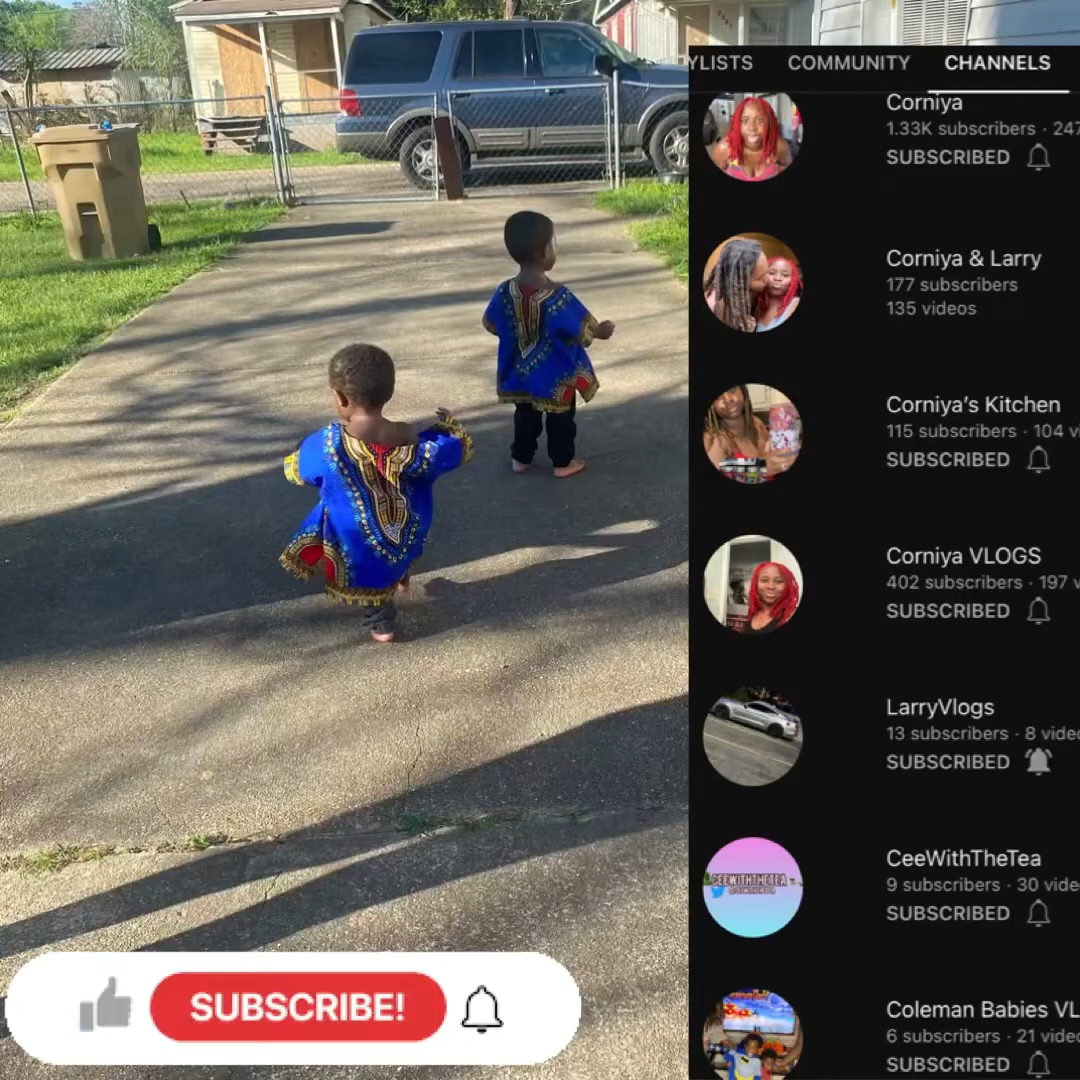 YLISTS COMMUNITY CHANNELS
Corniya
1.33K subscribers · 247
SUBSCRIBED
Corniya & Larry
177 subscribers
135 videos
Corniya’s Kitchen
115 subscribers · 104 vi
SUBSCRIBED
Corniya VLOGS
402 subscribers · 197 v
SUBSCRIBED
LarryVlogs
13 subscribers · 8 video
SUBSCRIBED
CEEWITHTHETEA
CeeWithTheTea
9 subscribers · 30 vide
SUBSCRIBED
Coleman Babies VL
6 subscribers · 21 vide
SUBSCRIBED
SUBSCRIBE!